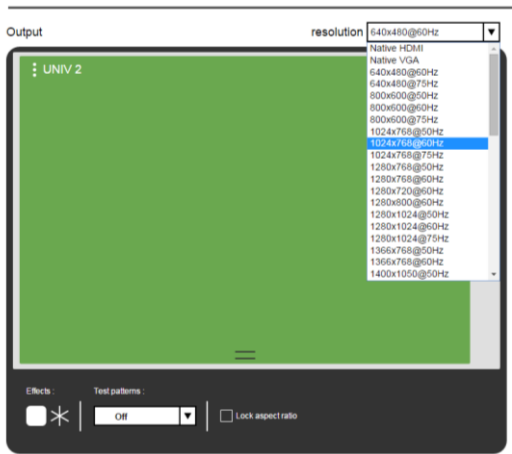 Output
resolution 640x480@60Hz
Native HDMI
Native VGA
640x480@60Hz
640x480@75Hz
800x600@50Hz
800x600@60Hz
800x600@75Hz
1024x768@50Hz
1024x768@60Hz
1024x768@75Hz
1280x768@50Hz
1280x768@60Hz
1280x720@60Hz
1280x800@60Hz
1280x1024@50Hz
1280x1024@60Hz
1280x1024@75Hz
1366x768@50Hz
1366x768@60Hz
1400x1050@50Hz
UNIV 2
Effects :
Test patterns :
Off
Lock aspect ratio